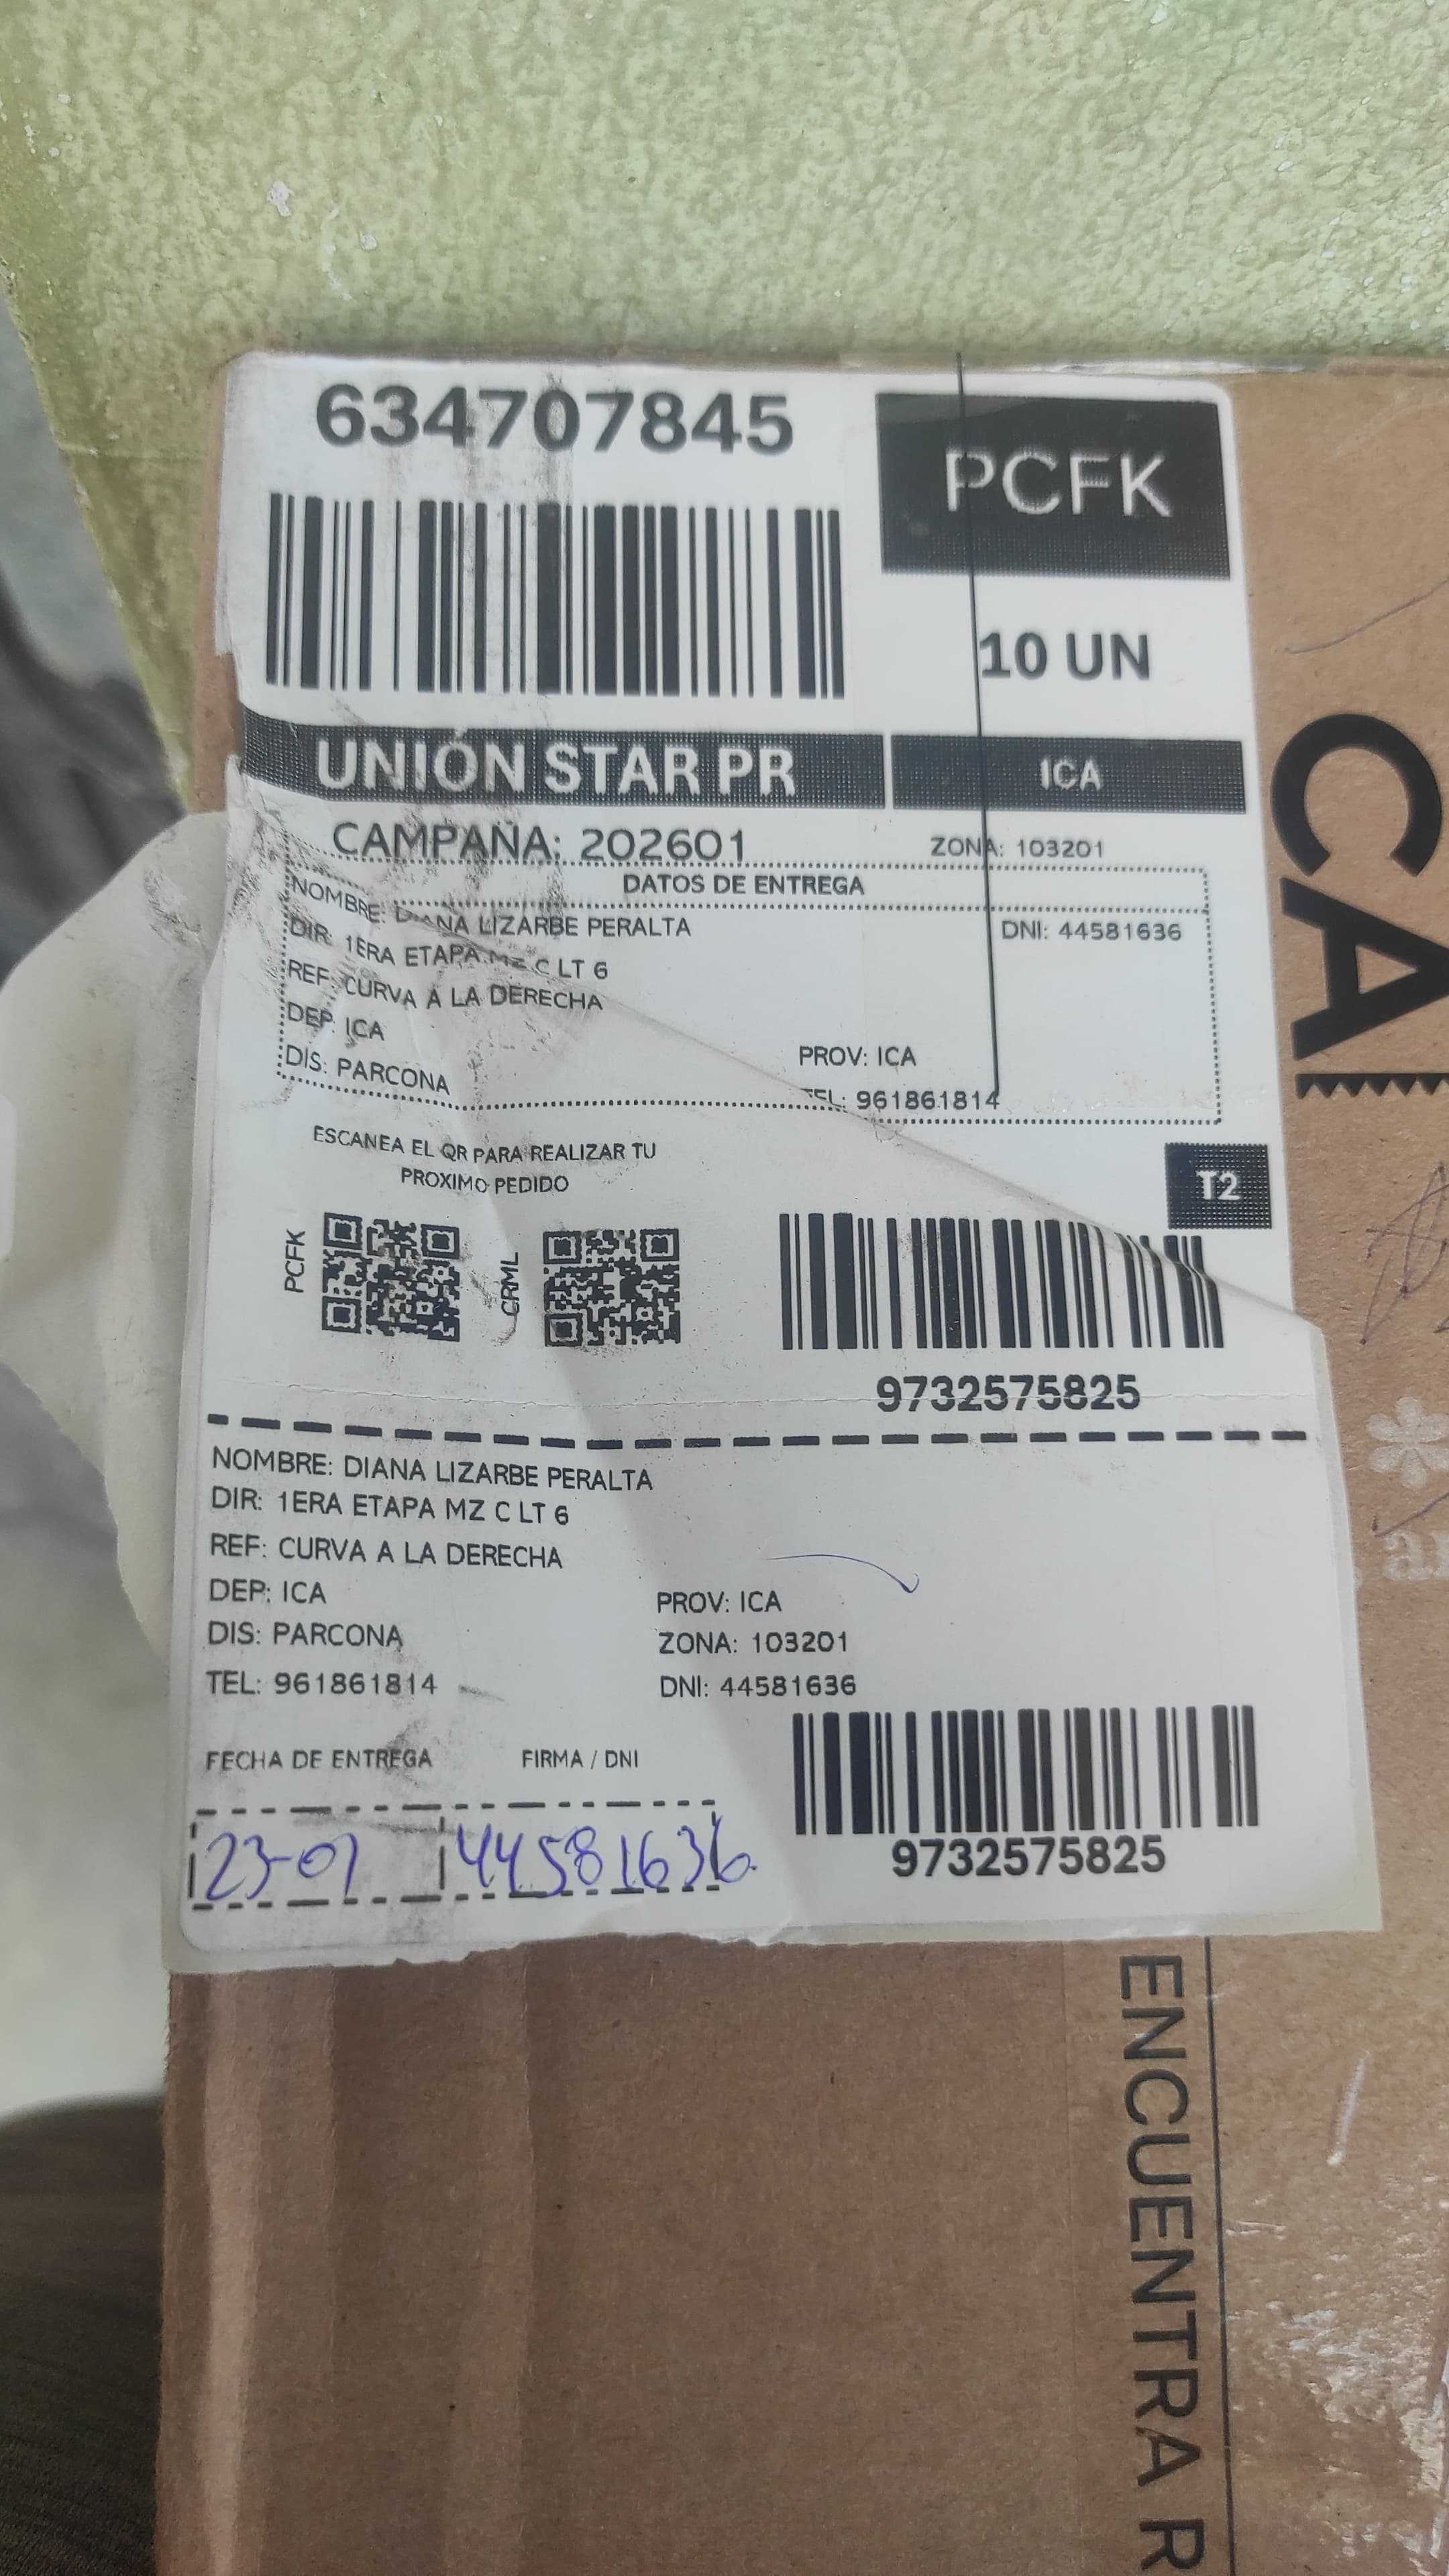 634707845
PCFK
10 UN
UNIÓN STAR PR
ICA
CAMPAÑA: 202601
ZONA: 103201
DATOS DE ENTREGA
NOMBRE: DIANA LIZARBE PERALTA
DNI: 44581636
DIR: 1ERA ETAPA MZ C LT 6
REF: CURVA A LA DERECHA
DEP: ICA
PROV: ICA
DIS: PARCONA
TEL: 961861814
ESCANEA EL QR PARA REALIZAR TU
PROXIMO PEDIDO
T2
PCFK
CRML
9732575825
NOMBRE: DIANA LIZARBE PERALTA
DIR: 1ERA ETAPA MZ C LT 6
REF: CURVA A LA DERECHA
DEP: ICA
PROV: ICA
DIS: PARCONA
ZONA: 103201
TEL: 961861814
DNI: 44581636
FECHA DE ENTREGA
FIRMA / DNI
23-01
44581636
9732575825
CA
ENCUENTRA R